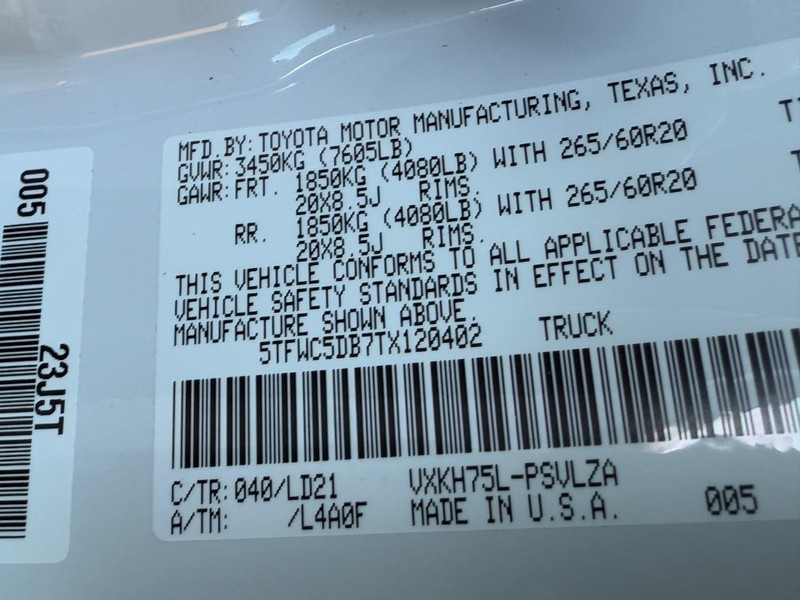 MFD.BY:TOYOTA MOTOR MANUFACTURING, TEXAS, INC.
GVWR:3450KG (7605LB)
GAWR:FRT. 1850KG (4080LB) WITH 265/60R20
20X8.5J RIMS.
RR. 1850KG (4080LB) WITH 265/60R20
20X8.5J RIMS.
THIS VEHICLE CONFORMS TO ALL APPLICABLE FEDERA
VEHICLE SAFETY STANDARDS IN EFFECT ON THE DATE
MANUFACTURE SHOWN ABOVE.
5TFWC5DB7TX120402 TRUCK
C/TR:040/LD21 VXKH75L-PSVLZA
A/TM: /L4A0F MADE IN U.S.A. 005
005
23J5T